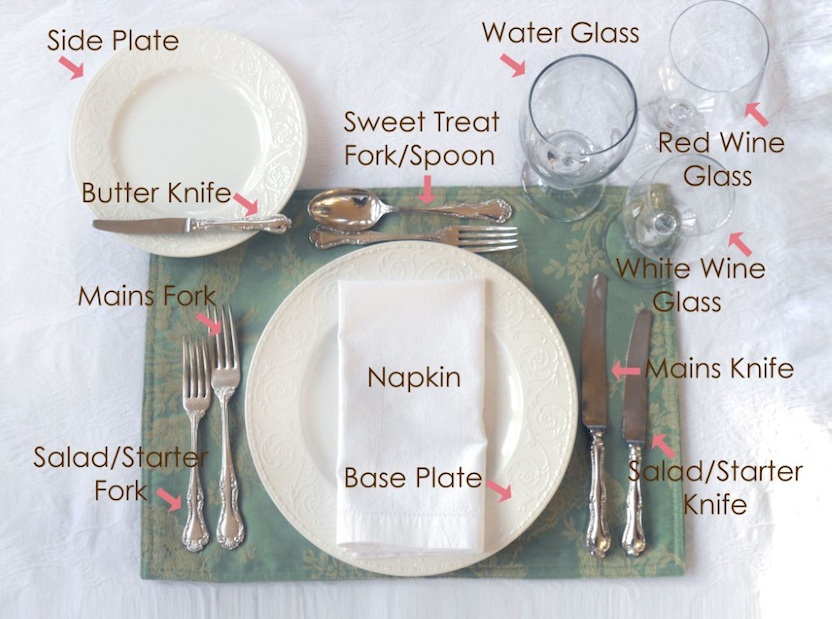 Side Plate
Water Glass
Sweet Treat
Fork/Spoon
Red Wine
Glass
Butter Knife
White Wine
Glass
Mains Fork
Mains Knife
Napkin
Salad/Starter
Fork
Base Plate
Salad/Starter
Knife